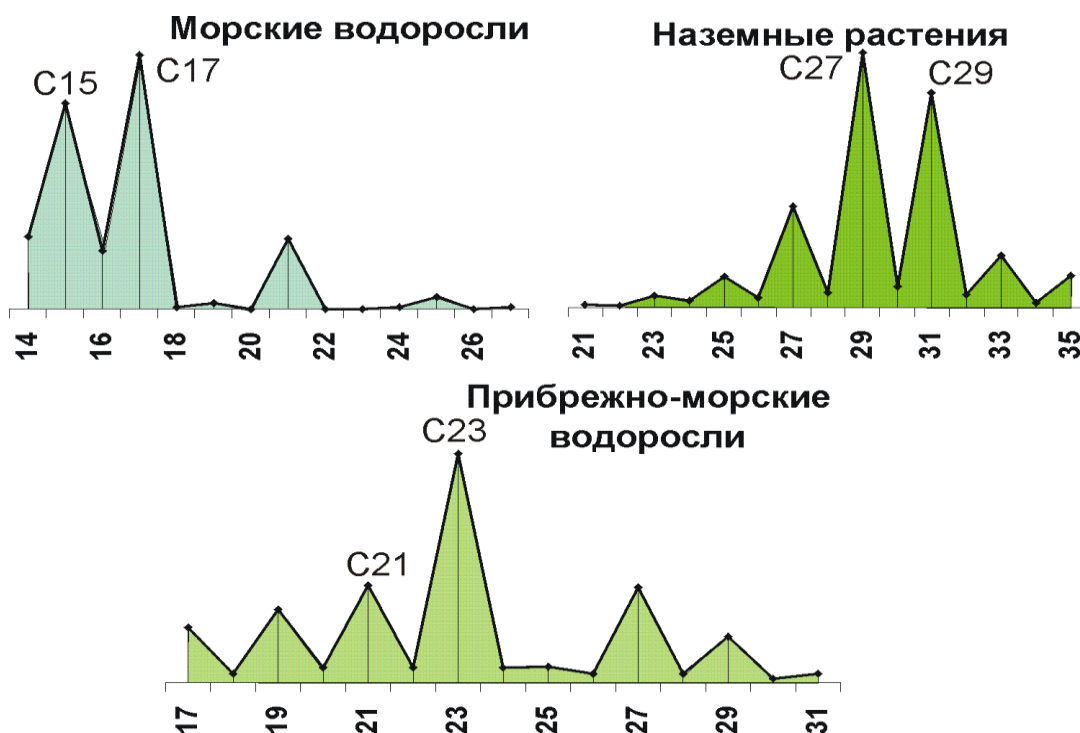 Морские водоросли
C15
C17
14 16 18 20 22 24 26
Наземные растения
C27
C29
21 23 25 27 29 31 33 35
Прибрежно-морские
водоросли
C23
C21
17 19 21 23 25 27 29 31